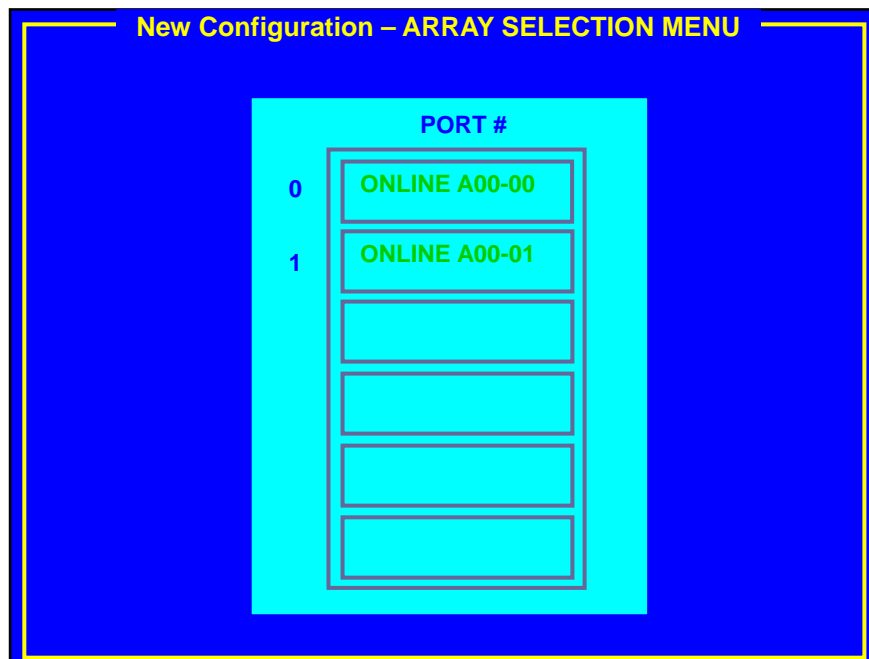 New Configuration – ARRAY SELECTION MENU
PORT #
0 ONLINE A00-00
1 ONLINE A00-01